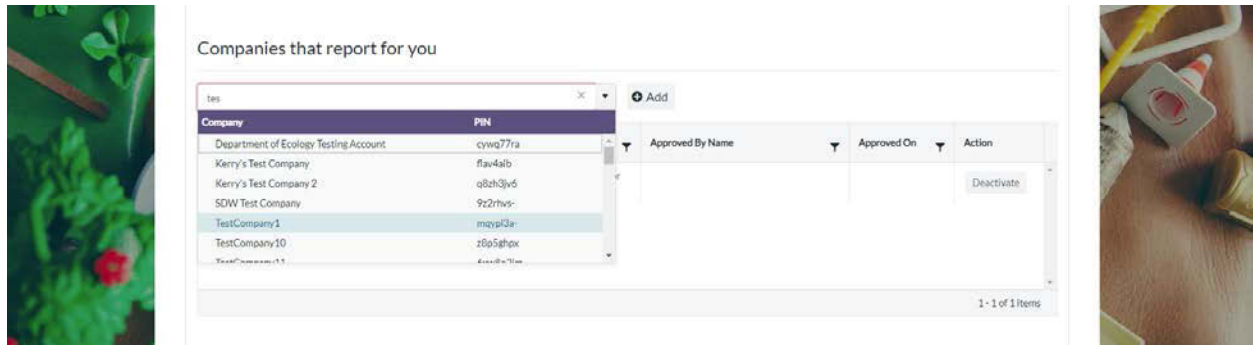 Companies that report for you
tes
Add
Company PIN
Approved By Name Approved On Action
Department of Ecology Testing Account cywq77ra
Kerry's Test Company flav4alb
Kerry's Test Company 2 q8zh3jv6
Deactivate
SDW Test Company 9z2rhvs-
TestCompany1 mqvpl3a-
TestCompany10 z8p5ghpx
TestCompany11
1 - 1 of 1 items